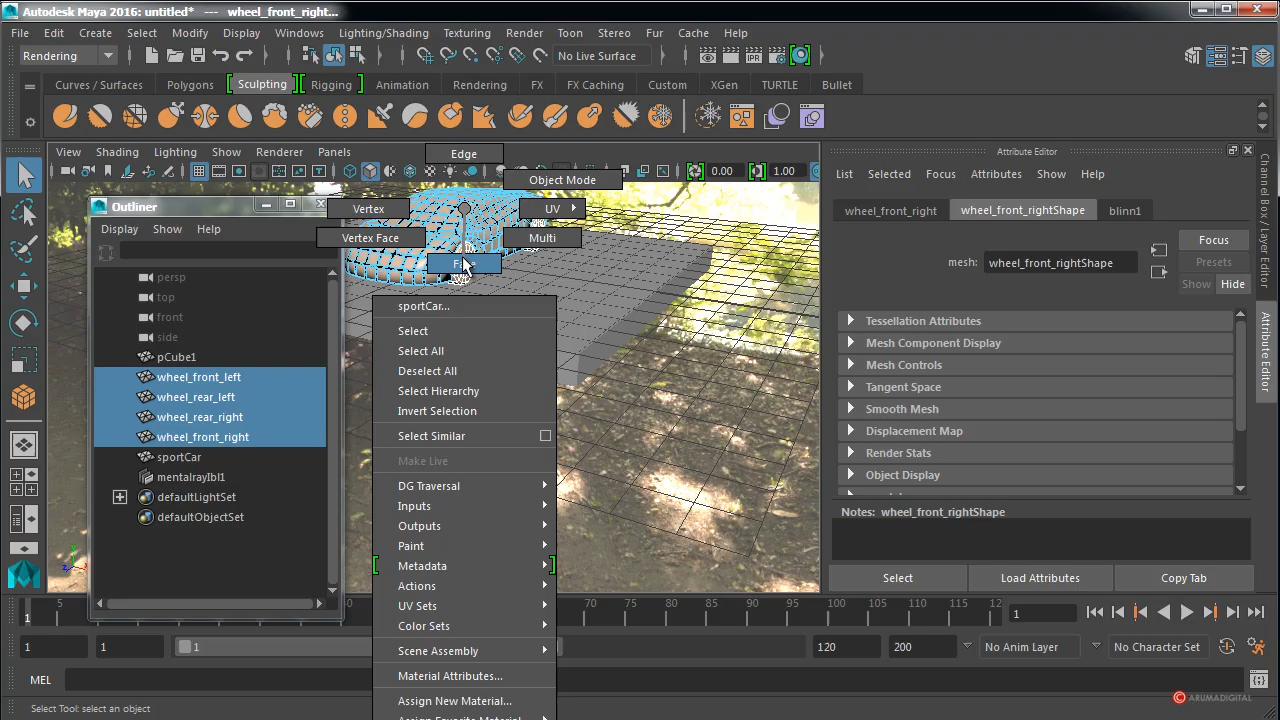 Autodesk Maya 2016: untitled*   ---   wheel_front_right...
File Edit Create Select Modify Display Windows Lighting/Shading Texturing Render Toon Stereo Fur Cache Help
Rendering No Live Surface
Curves / Surfaces Polygons Sculpting Rigging Animation Rendering FX FX Caching Custom XGen TURTLE Bullet
View Shading Lighting Show Renderer Panels
0.00 1.00
Edge
Object Mode
Vertex
UV
Vertex Face
Multi
Outliner
Display Show Help
persp
top
front
side
pCube1
wheel_front_left
wheel_rear_left
wheel_rear_right
wheel_front_right
sportCar
mentalrayIbl1
defaultLightSet
defaultObjectSet
sportCar...
Select
Select All
Deselect All
Select Hierarchy
Invert Selection
Select Similar
Make Live
DG Traversal
Inputs
Outputs
Paint
Metadata
Actions
UV Sets
Color Sets
Scene Assembly
Material Attributes...
Assign New Material...
Attribute Editor
List Selected Focus Attributes Show Help
wheel_front_right wheel_front_rightShape blinn1
mesh: wheel_front_rightShape
Focus
Presets
Show Hide
Tessellation Attributes
Mesh Component Display
Mesh Controls
Tangent Space
Smooth Mesh
Displacement Map
Render Stats
Object Display
Notes: wheel_front_rightShape
Select Load Attributes Copy Tab
Channel Box / Layer Editor
Attribute Editor
1 5 70 75 80 85 90 95 100 105 110 115 12 1
1 1 1 120 200 No Anim Layer No Character Set
MEL
Select Tool: select an object
ARUMADIGITAL